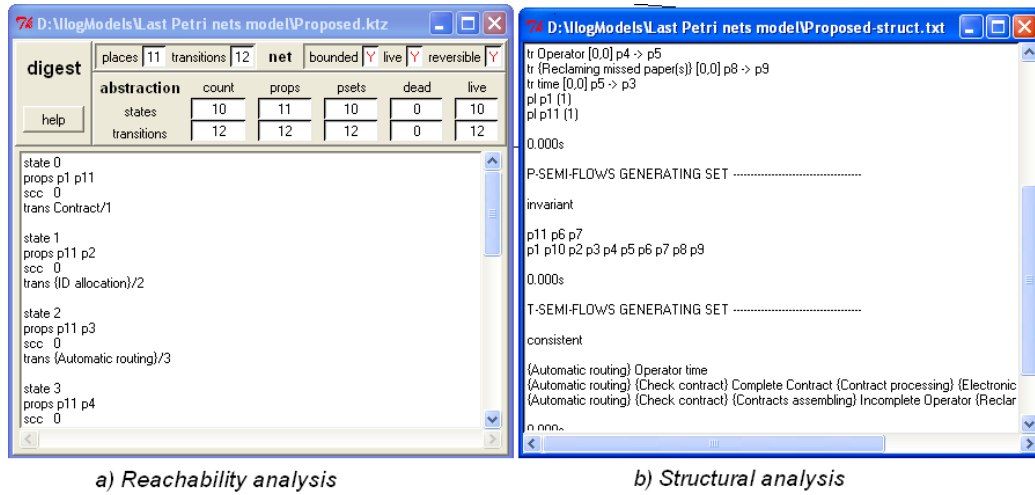 D:\IlogModels\Last Petri nets model\Proposed.ktz
digest
help
places 11 transitions 12 net bounded Y live Y reversible Y
abstraction count props psets dead live
states 10 11 10 0 10
transitions 12 12 12 0 12
state 0
props p1 p11
scc 0
trans Contract/1
state 1
props p11 p2
scc 0
trans {ID allocation}/2
state 2
props p11 p3
scc 0
trans {Automatic routing}/3
state 3
props p11 p4
scc 0
a) Reachability analysis
D:\IlogModels\Last Petri nets model\Proposed-struct.txt
tr Operator [0,0] p4 -> p5
tr {Reclaming missed paper(s)} [0,0] p8 -> p9
tr time [0,0] p5 -> p3
pl p1 (1)
pl p11 (1)
0.000s
P-SEMI-FLOWS GENERATING SET ------------------------------------
invariant
p11 p6 p7
p1 p10 p2 p3 p4 p5 p6 p7 p8 p9
0.000s
T-SEMI-FLOWS GENERATING SET ------------------------------------
consistent
{Automatic routing} Operator time
{Automatic routing} {Check contract} Complete Contract {Contract processing} {Electronic
{Automatic routing} {Check contract} {Contracts assembling} Incomplete Operator {Reclar
0.000s
b) Structural analysis